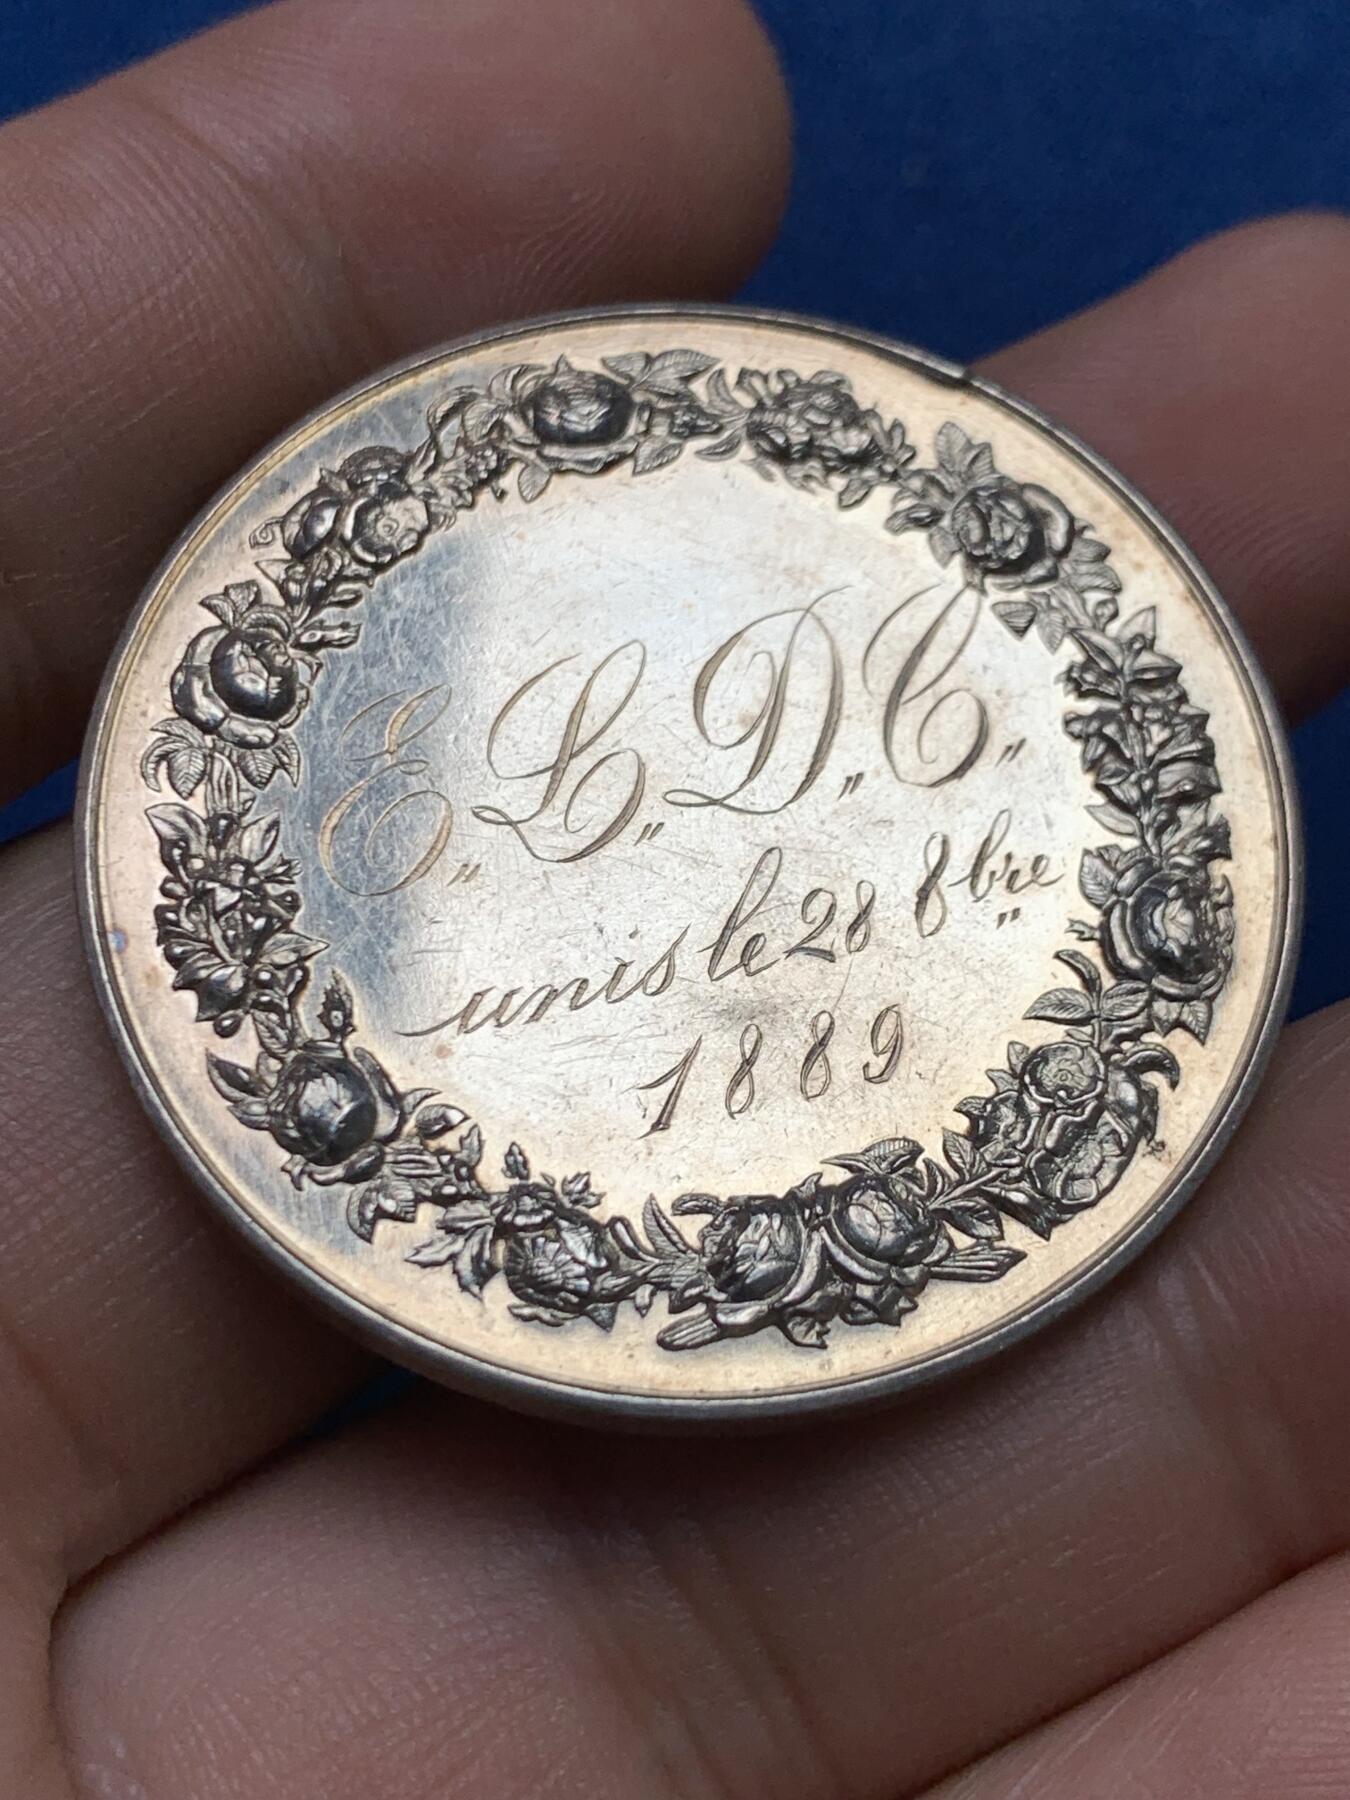 E„ L„ D„ C„
unis le 28 8bre
1889